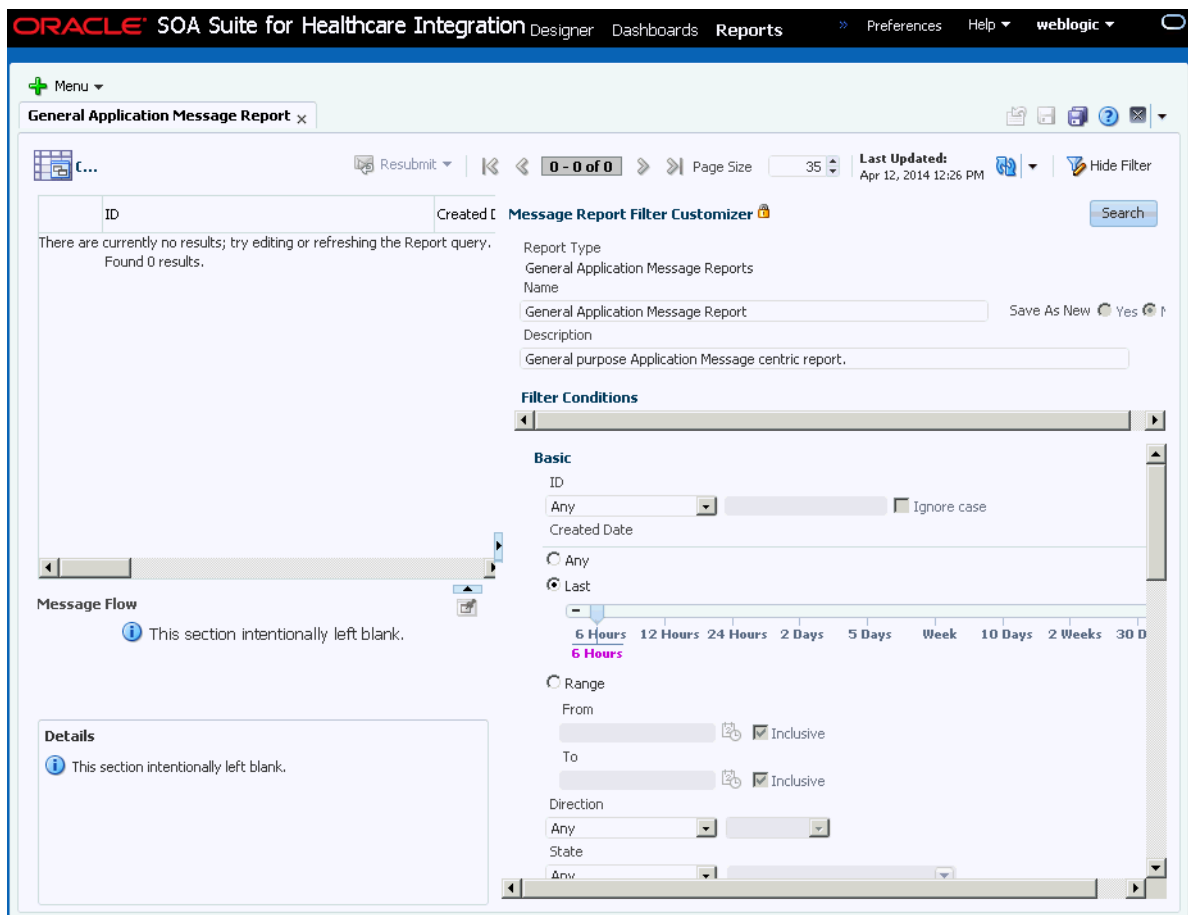 ORACLE SOA Suite for Healthcare Integration Designer Dashboards Reports » Preferences Help weblogic
Menu
General Application Message Report x
C... Resubmit 0 - 0 of 0 Page Size 35 Last Updated: Hide Filter
Apr 12, 2014 12:26 PM
ID Created D
There are currently no results; try editing or refreshing the Report query.
Found 0 results.
Message Flow
This section intentionally left blank.
Details
This section intentionally left blank.
Message Report Filter Customizer Search
Report Type
General Application Message Reports
Name
General Application Message Report Save As New Yes N
Description
General purpose Application Message centric report.
Filter Conditions
Basic
ID
Any Ignore case
Created Date
Any
Last
6 Hours 12 Hours 24 Hours 2 Days 5 Days Week 10 Days 2 Weeks 30 D
6 Hours
Range
From
Inclusive
To
Inclusive
Direction
Any
State
Any